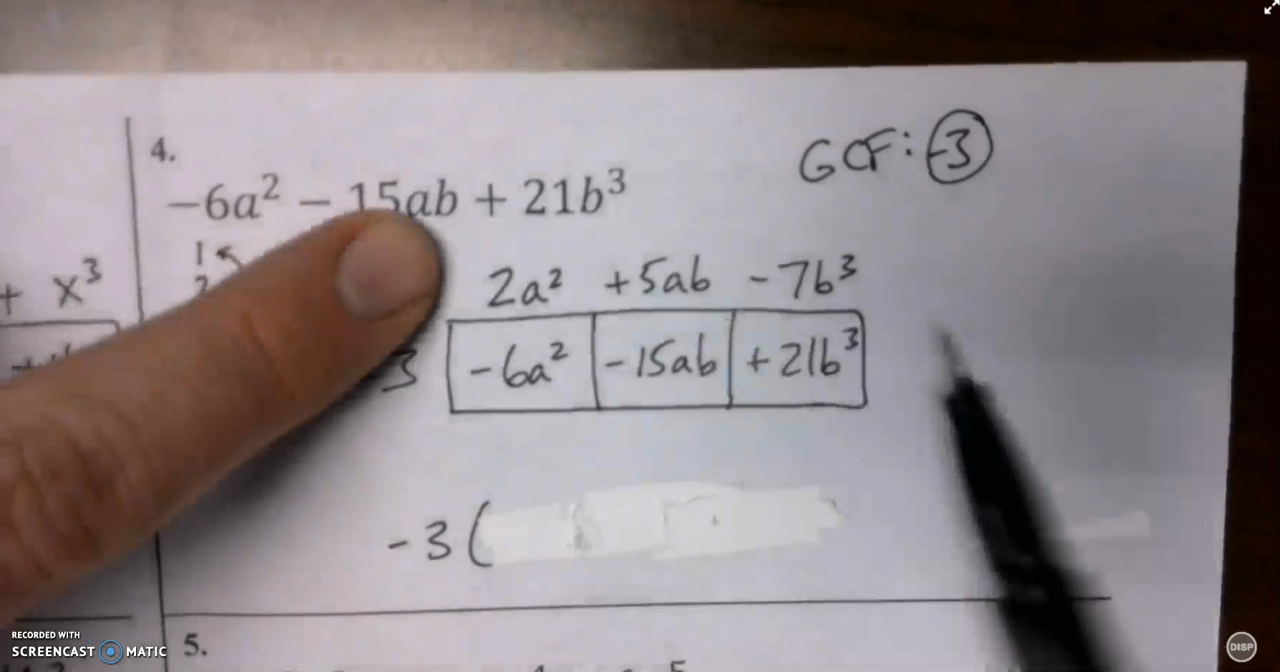 4.
GCF: -3
−6a² − 15ab + 21b³
1
+ x³
2a² +5ab -7b³
-3 -6a² -15ab +21b³
-3 (
5.
RECORDED WITH
SCREENCAST MATIC
DISP